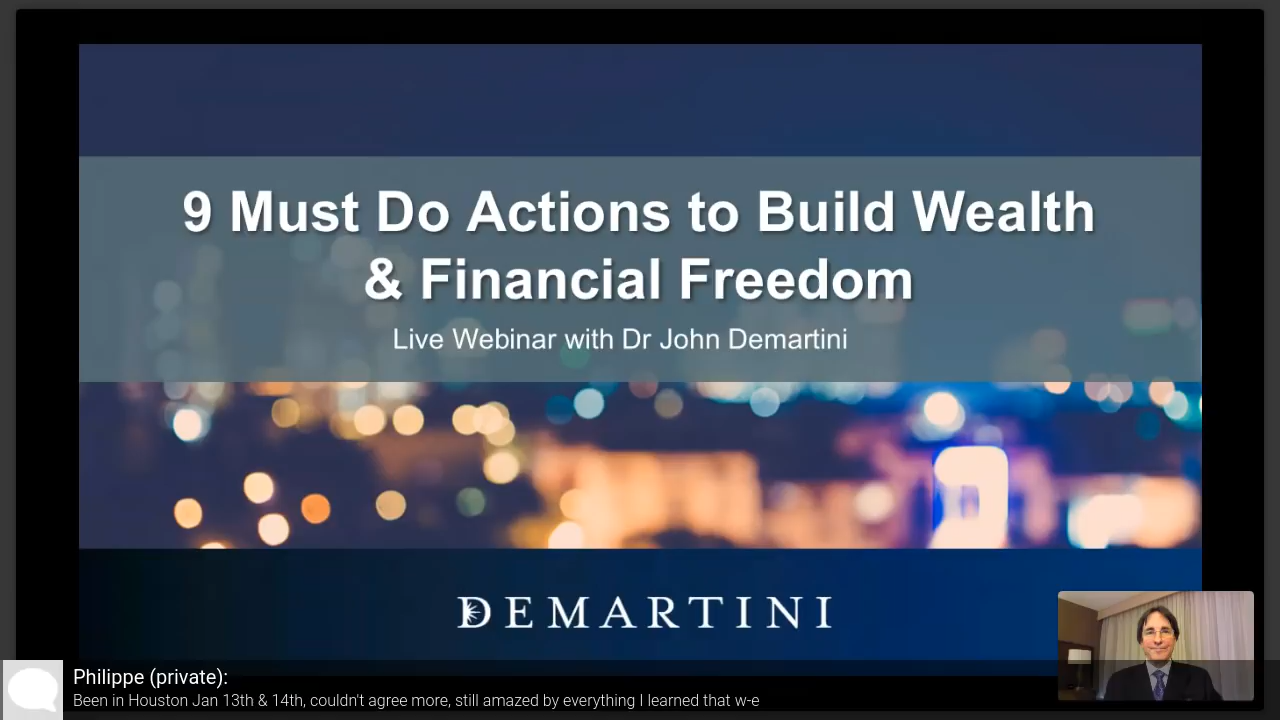 9 Must Do Actions to Build Wealth
& Financial Freedom
Live Webinar with Dr John Demartini
DEMARTINI
Philippe (private):
Been in Houston Jan 13th & 14th, couldn't agree more, still amazed by everything I learned that w-e